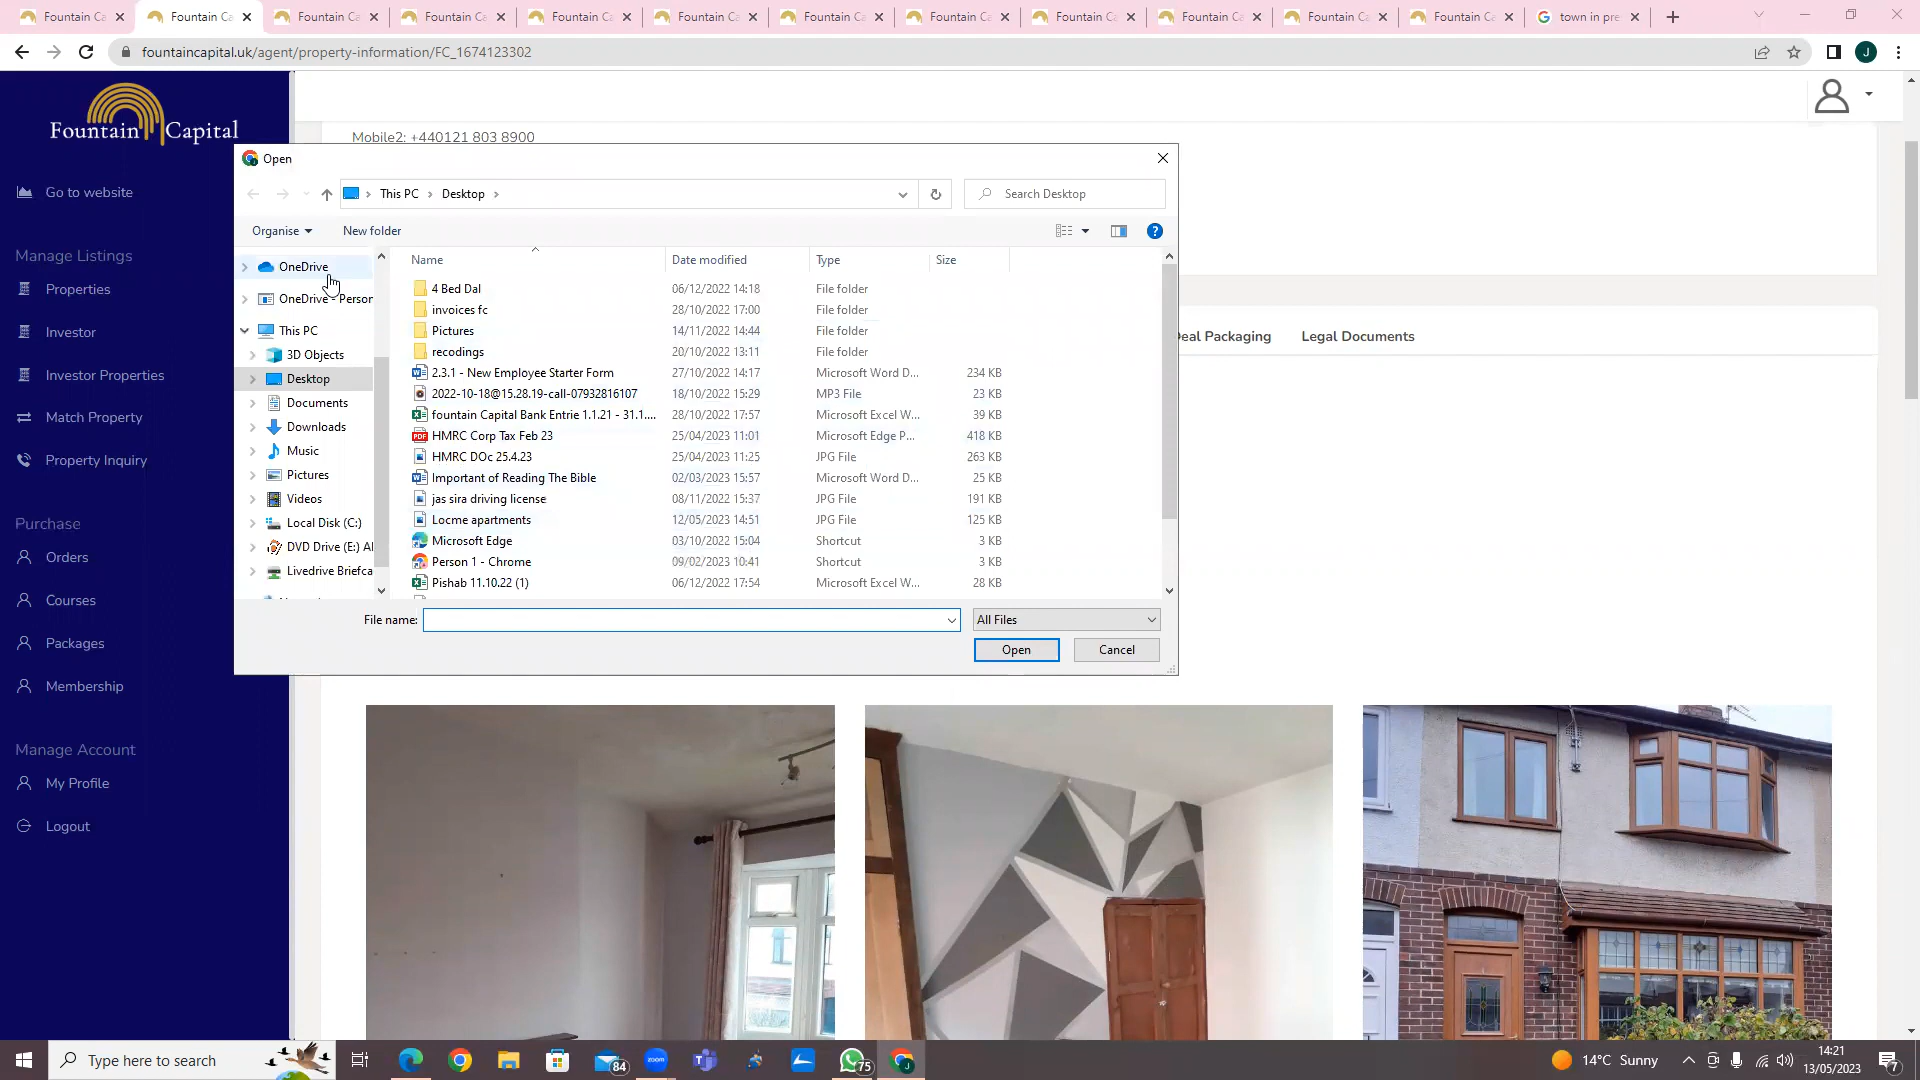 Fountain Ca
Fountain Ca
Fountain Ca
Fountain Ca
Fountain Ca
Fountain Ca
Fountain Ca
Fountain Ca
Fountain Ca
Fountain Ca
Fountain Ca
Fountain Ca
town in pre
fountaincapital.uk/agent/property-information/FC_1674123302
J
Fountain Capital
Go to website
Manage Listings
Properties
Investor
Investor Properties
Match Property
Property Inquiry
Purchase
Orders
Courses
Packages
Membership
Manage Account
My Profile
Logout
Mobile2: +440121 803 8900
Deal Packaging
Legal Documents
Open
This PC > Desktop >
Search Desktop
Organise
New folder
OneDrive
OneDrive - Person
This PC
3D Objects
Desktop
Documents
Downloads
Music
Pictures
Videos
Local Disk (C:)
DVD Drive (E:) Al
Livedrive Briefca
Name Date modified Type Size
4 Bed Dal 06/12/2022 14:18 File folder
invoices fc 28/10/2022 17:00 File folder
Pictures 14/11/2022 14:44 File folder
recodings 20/10/2022 13:11 File folder
2.3.1 - New Employee Starter Form 27/10/2022 14:17 Microsoft Word D... 234 KB
2022-10-18@15.28.19-call-07932816107 18/10/2022 15:29 MP3 File 23 KB
fountain Capital Bank Entrie 1.1.21 - 31.1.... 28/10/2022 17:57 Microsoft Excel W... 39 KB
HMRC Corp Tax Feb 23 25/04/2023 11:01 Microsoft Edge P... 418 KB
HMRC DOc 25.4.23 25/04/2023 11:25 JPG File 263 KB
Important of Reading The Bible 02/03/2023 15:57 Microsoft Word D... 25 KB
jas sira driving license 08/11/2022 15:37 JPG File 191 KB
Locme apartments 12/05/2023 14:51 JPG File 125 KB
Microsoft Edge 03/10/2022 15:04 Shortcut 3 KB
Person 1 - Chrome 09/02/2023 10:41 Shortcut 3 KB
Pishab 11.10.22 (1) 06/12/2022 17:54 Microsoft Excel W... 28 KB
File name:
All Files
Open
Cancel
Type here to search
84
zoom
75
14°C Sunny
14:21
13/05/2023
7